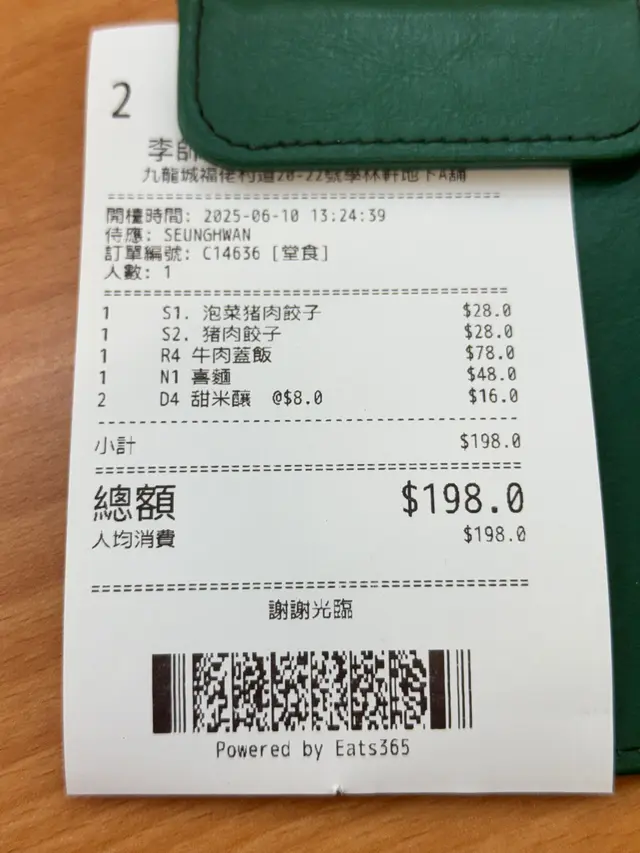 2
李師
九龍城福佬村道20-22號學林軒地下A舖
開檯時間: 2025-06-10 13:24:39
侍應: SEUNGHWAN
訂單編號: C14636 [堂食]
人數: 1
1 S1. 泡菜豬肉餃子 $28.0
1 S2. 豬肉餃子 $28.0
1 R4 牛肉蓋飯 $78.0
1 N1 喜麵 $48.0
2 D4 甜米釀 @$8.0 $16.0
小計 $198.0
總額 $198.0
人均消費 $198.0
謝謝光臨
Powered by Eats365